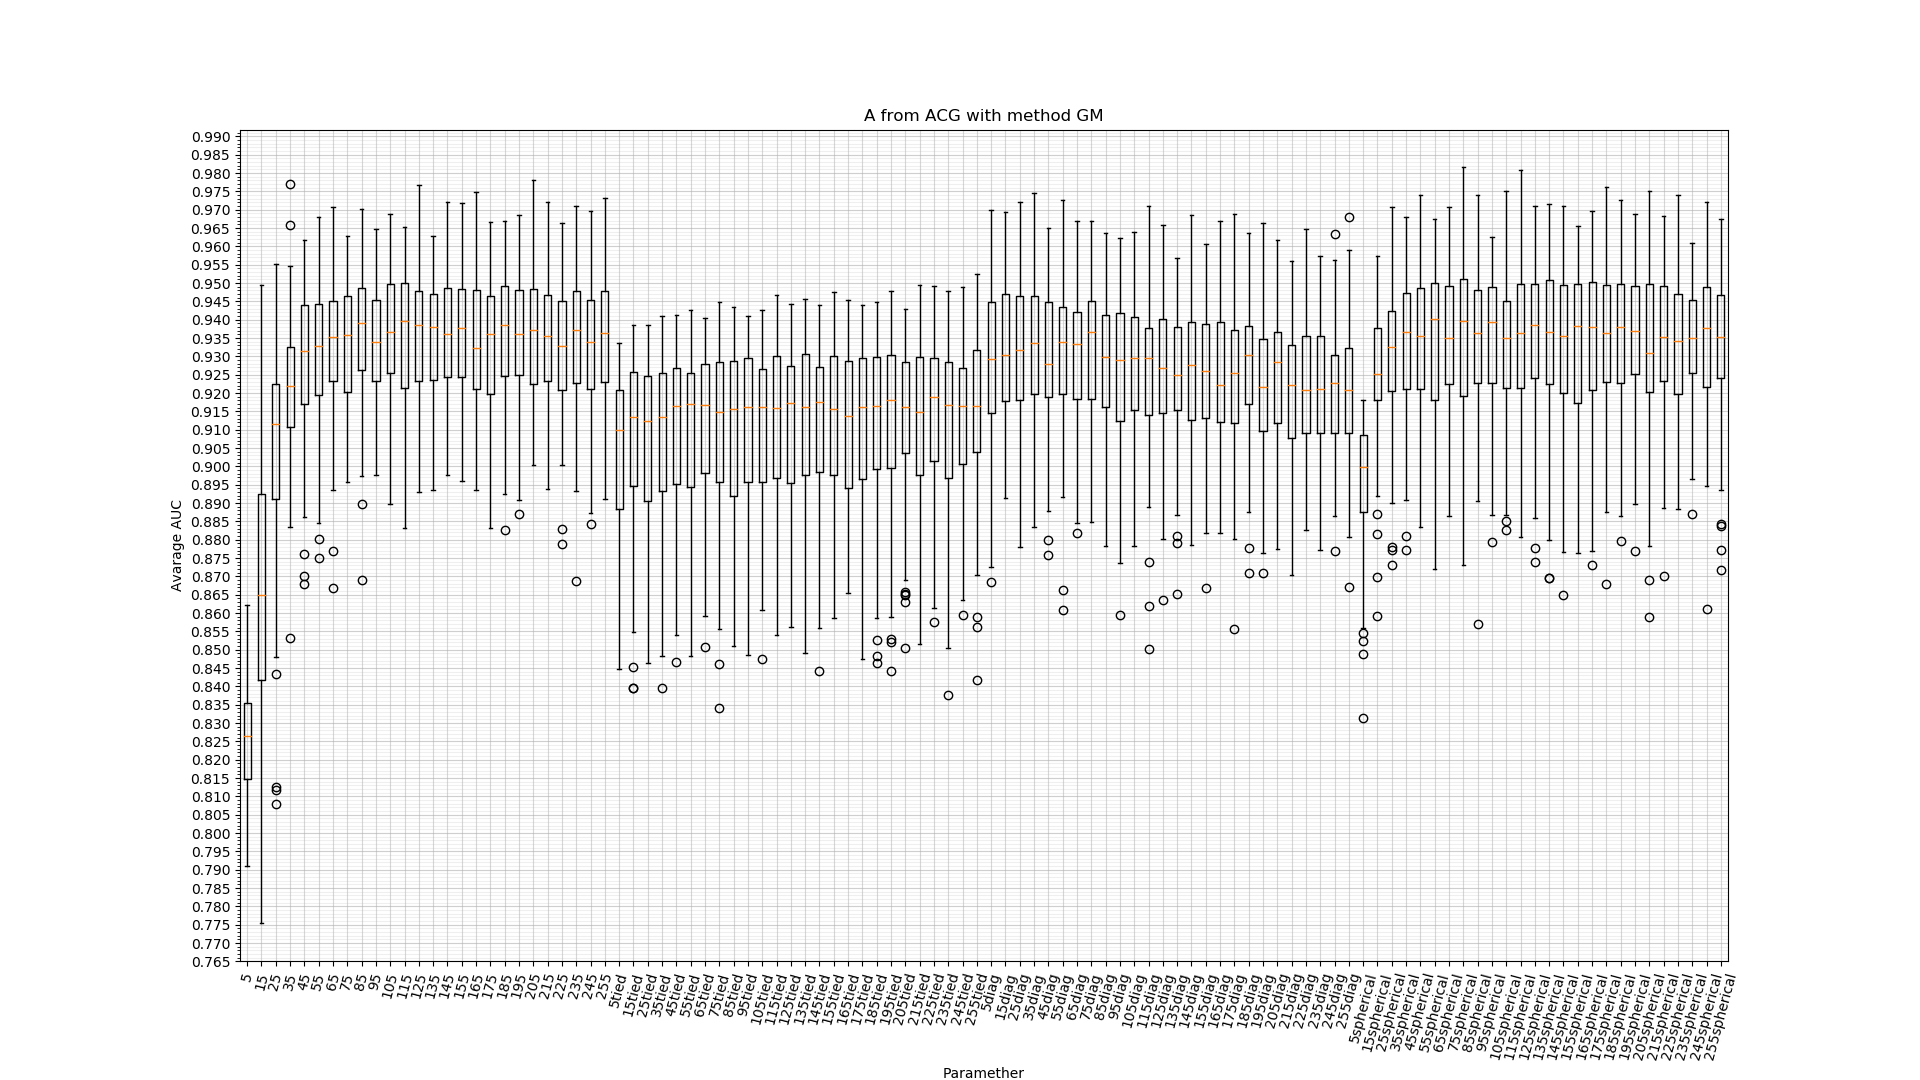 A from ACG with method GM
0.990
0.985
0.980
0.975
0.970
0.965
0.960
0.955
0.950
0.945
0.940
0.935
0.930
0.925
0.920
0.915
0.910
0.905
0.900
0.895
0.890
0.885
0.880
0.875
0.870
0.865
0.860
0.855
0.850
0.845
0.840
0.835
0.830
0.825
0.820
0.815
0.810
0.805
0.800
0.795
0.790
0.785
0.780
0.775
0.770
0.765
Avarage AUC
5
15
25
35
45
55
65
75
85
95
105
115
125
135
145
155
165
175
185
195
205
215
225
235
245
255
5tied
15tied
25tied
35tied
45tied
55tied
65tied
75tied
85tied
95tied
105tied
115tied
125tied
135tied
145tied
155tied
165tied
175tied
185tied
195tied
205tied
215tied
225tied
235tied
245tied
255tied
5diag
15diag
25diag
35diag
45diag
55diag
65diag
75diag
85diag
95diag
105diag
115diag
125diag
135diag
145diag
155diag
165diag
175diag
185diag
195diag
205diag
215diag
225diag
235diag
245diag
255diag
5spherical
15spherical
25spherical
35spherical
45spherical
55spherical
65spherical
75spherical
85spherical
95spherical
105spherical
115spherical
125spherical
135spherical
145spherical
155spherical
165spherical
175spherical
185spherical
195spherical
205spherical
215spherical
225spherical
235spherical
245spherical
255spherical
Paramether